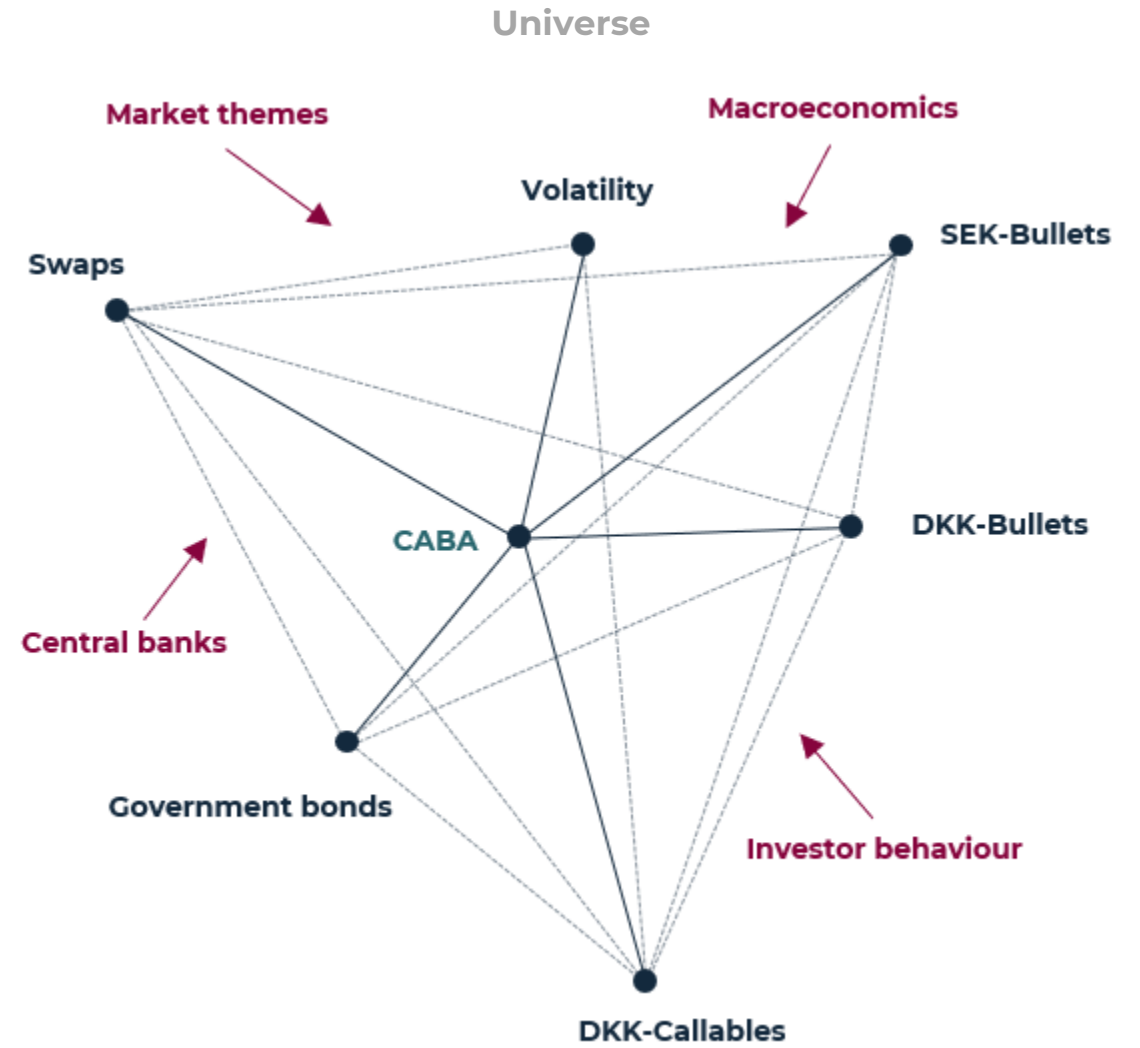 Universe
Market themes
Macroeconomics
Volatility
SEK-Bullets
Swaps
DKK-Bullets
CABA
Central banks
Government bonds
Investor behaviour
DKK-Callables